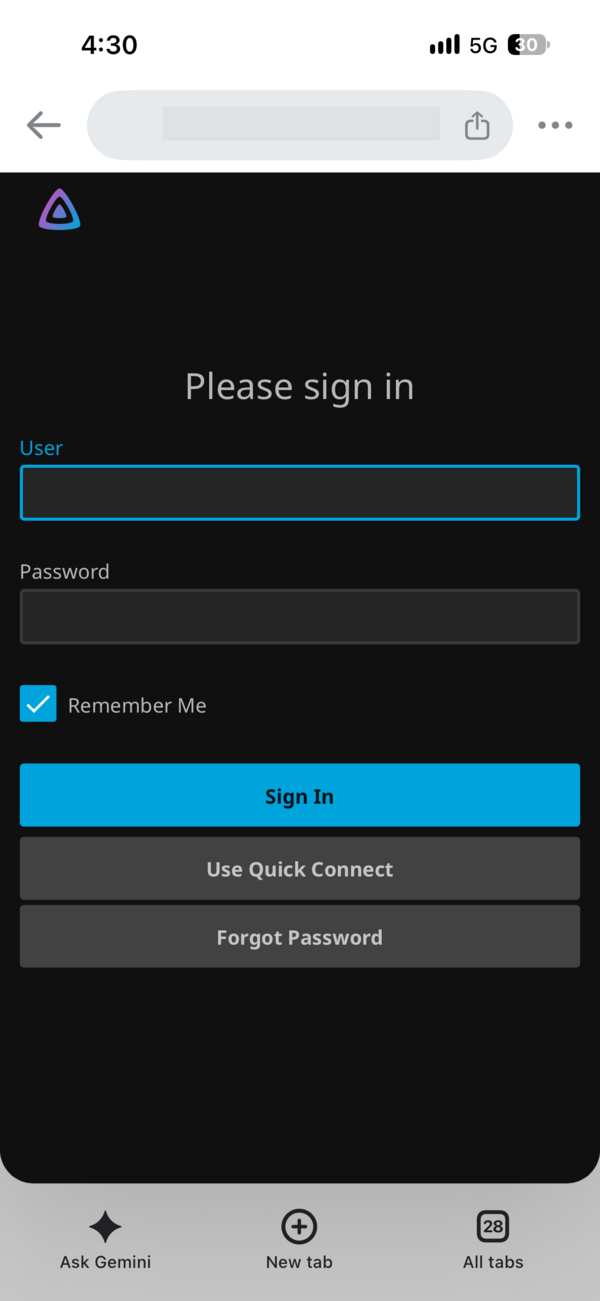 4:30 5G 30
Please sign in
User
Password
Remember Me
Sign In
Use Quick Connect
Forgot Password
28
Ask Gemini New tab All tabs